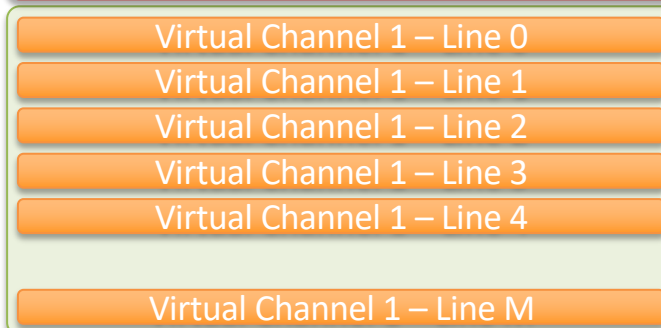 Virtual Channel 1 – Line 0
Virtual Channel 1 – Line 1
Virtual Channel 1 – Line 2
Virtual Channel 1 – Line 3
Virtual Channel 1 – Line 4
Virtual Channel 1 – Line M